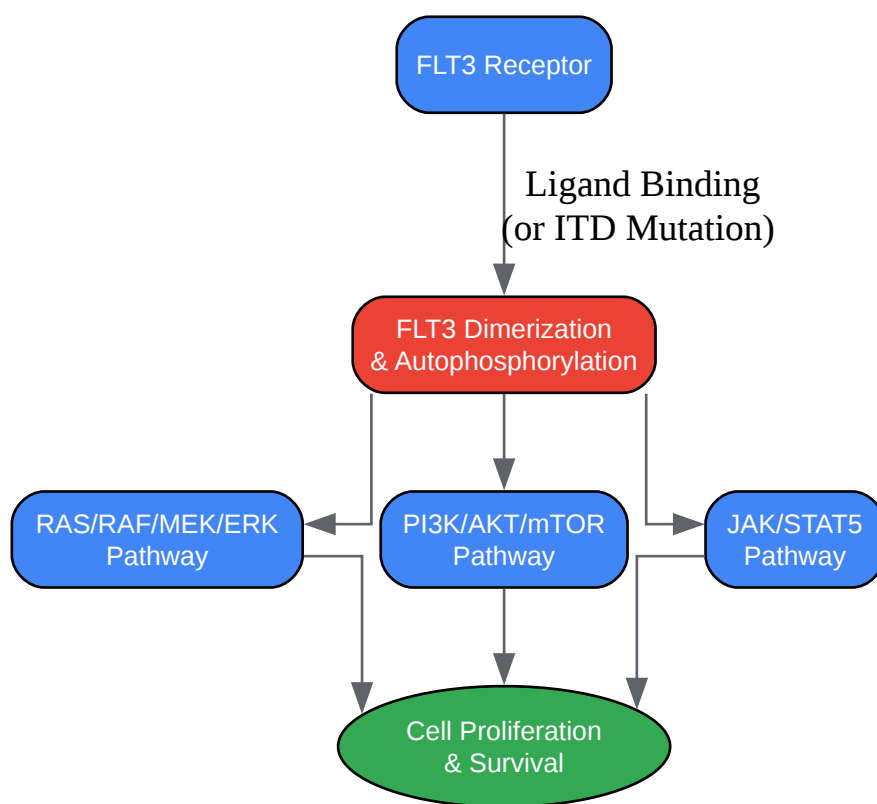 FLT3 Receptor
Ligand Binding
(or ITD Mutation)
FLT3 Dimerization
& Autophosphorylation
RAS/RAF/MEK/ERK
Pathway
PI3K/AKT/mTOR
Pathway
JAK/STAT5
Pathway
Cell Proliferation
& Survival